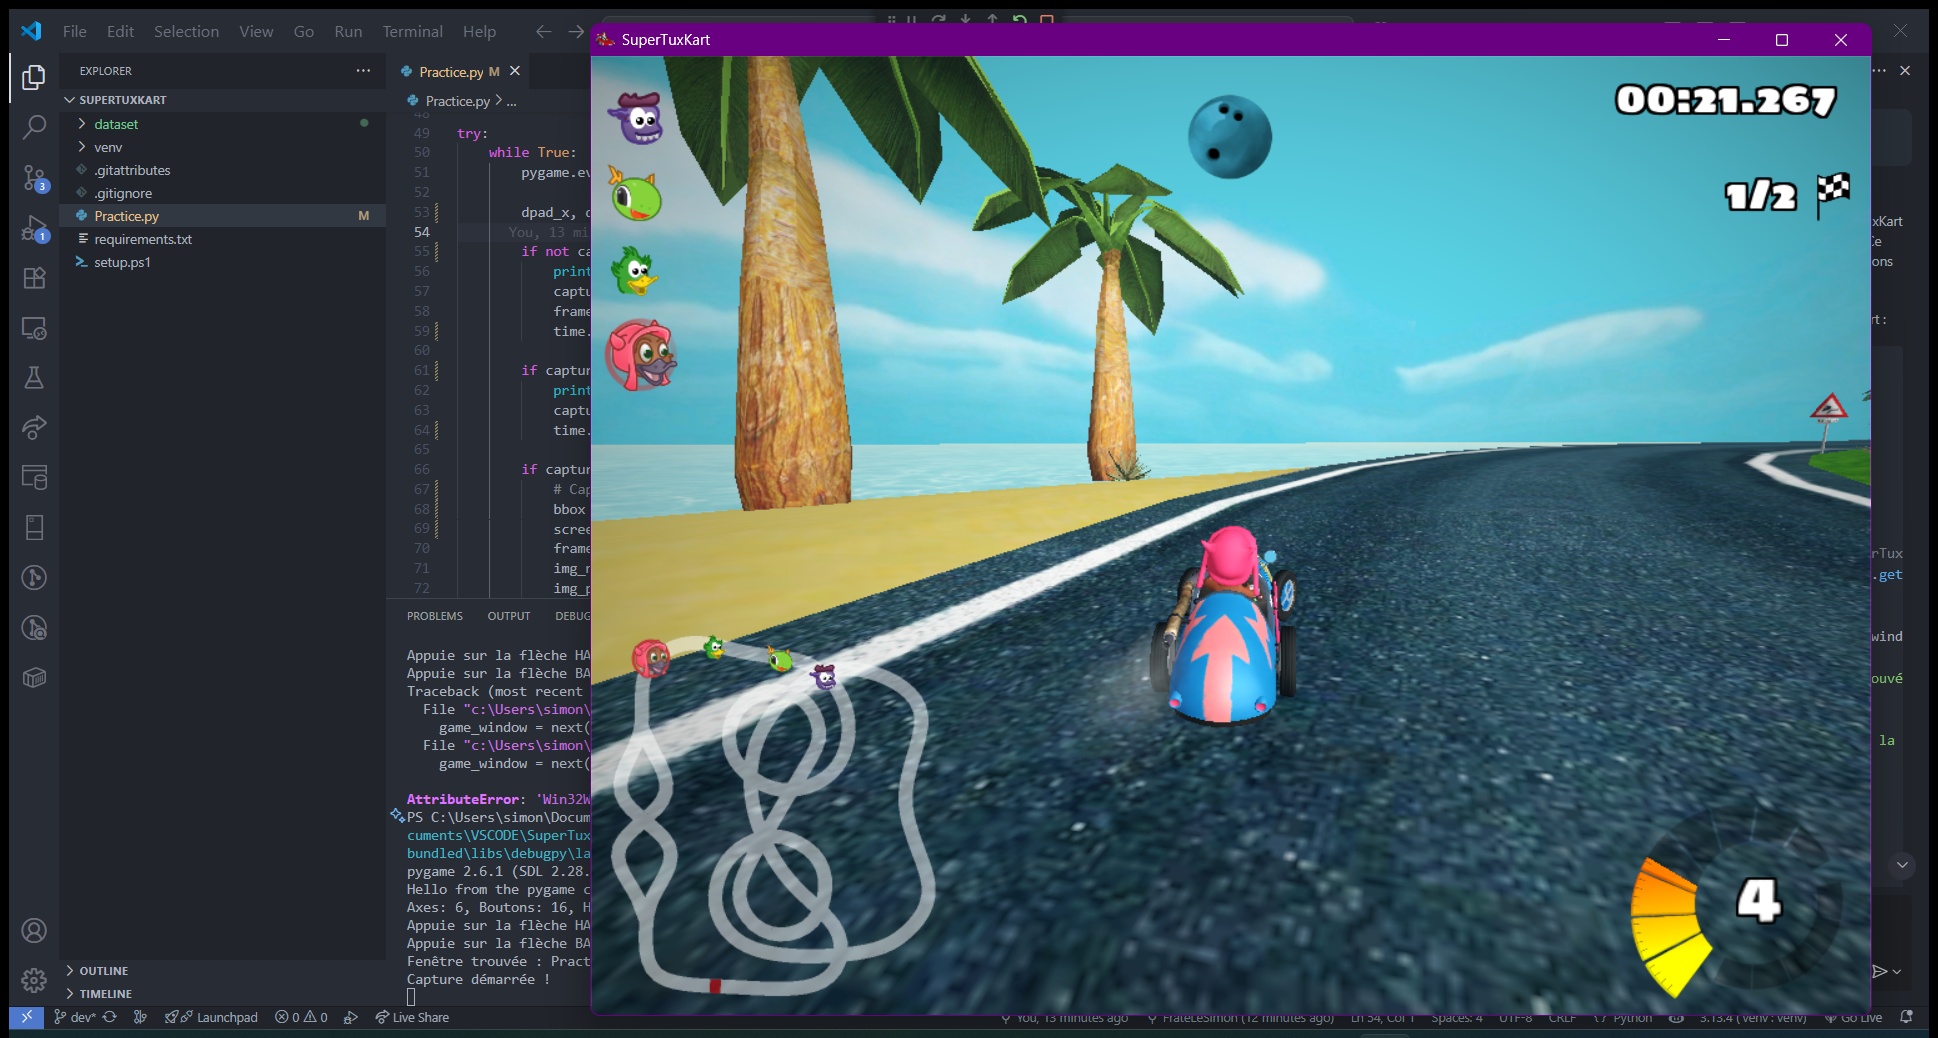 File Edit Selection View Go Run Terminal Help
SuperTuxKart
EXPLORER
Practice.py M
SUPERTUXKART
Practice.py > ...
dataset
venv
.gitattributes
.gitignore
Practice.py M
requirements.txt
setup.ps1
3
1
48
49 try:
50 while True:
51 pygame.ev
52
53 dpad_x, d
54 You, 13 mi
55 if not ca
56 print
57 captu
58 frame
59 time.
60
61 if captur
62 print
63 captu
64 time.
65
66 if captur
67 # Cap
68 bbox
69 scree
70 frame
71 img_r
72 img_p
00:21.267
1/2
4
xKart
ons
rt:
rTux
.get
wind
ouvé
la
PROBLEMS OUTPUT DEBUG
Appuie sur la flèche HA
Appuie sur la flèche BA
Traceback (most recent
File "c:\Users\simon\
game_window = next(
File "c:\Users\simon\
game_window = next(
AttributeError: 'Win32W
PS C:\Users\simon\Docum
cuments\VSCODE\SuperTux
bundled\libs\debugpy\la
pygame 2.6.1 (SDL 2.28.
Hello from the pygame c
Axes: 6, Boutons: 16, H
Appuie sur la flèche HA
Appuie sur la flèche BA
Fenêtre trouvée : Pract
Capture démarrée !
OUTLINE
TIMELINE
dev* Launchpad 0 0 Live Share You, 13 minutes ago FrateLeSimon (12 minutes ago) Ln 54, Col 1 Spaces: 4 UTF-8 CRLF Python 3.13.4 (venv: venv) Go Live